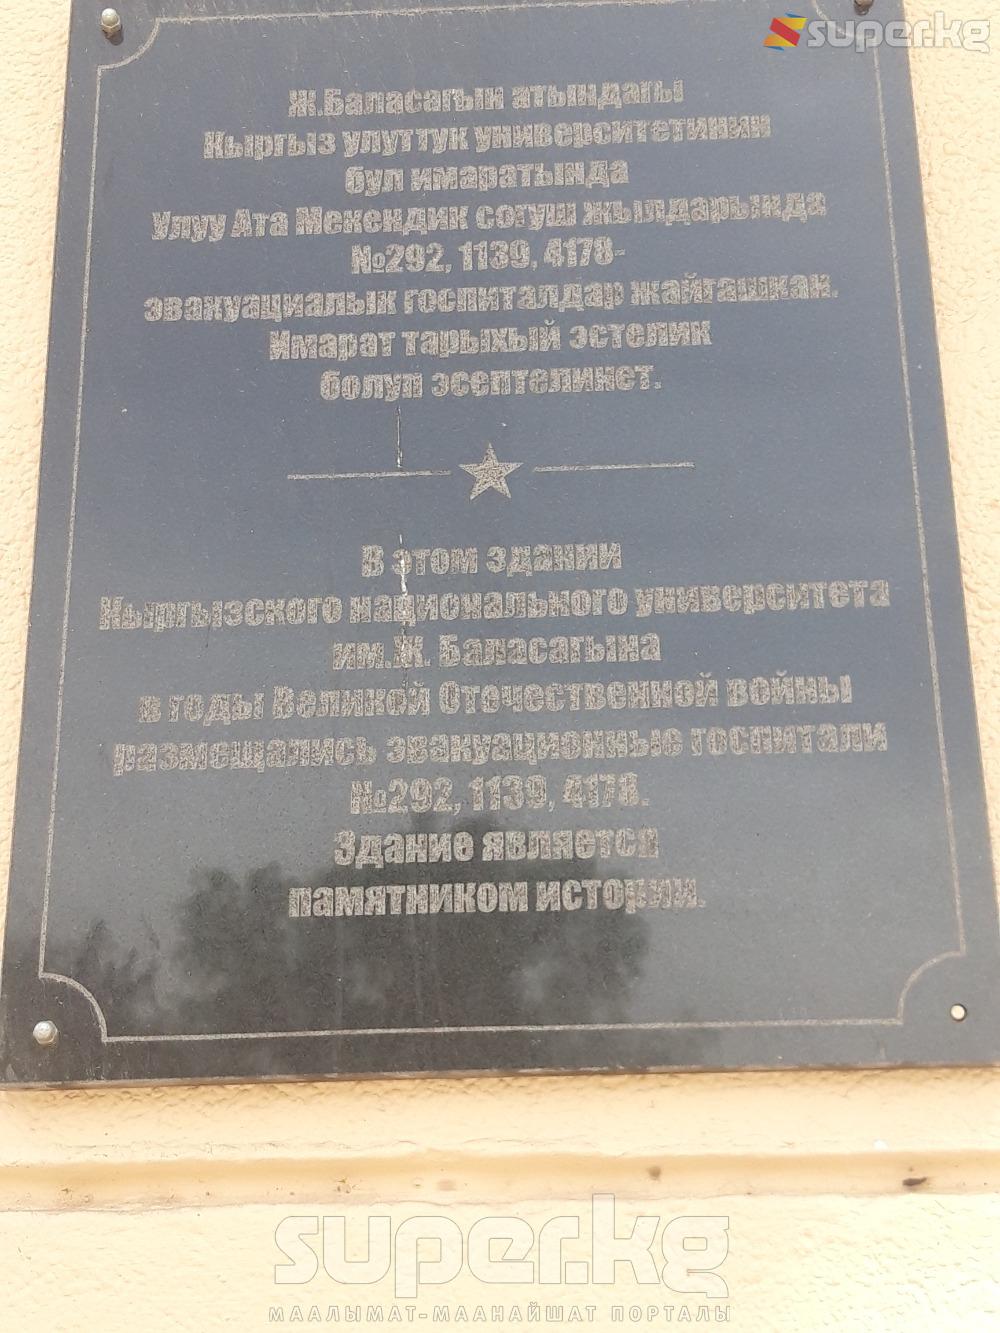 super.kg
Ж.Баласагын атындагы
Кыргыз улуттук университетинин
бул имаратында
Улуу Ата Мекендик согуш жылдарында
№292, 1139, 4178-
эвакуациалык госпиталдар жайгашкан.
Имарат тарыхый эстелик
болуп эсептелинет.
В этом здании
Кыргызского национального университета
им.Ж. Баласагына
в годы Великой Отечественной войны
размещались эвакуационные госпитали
№292, 1139, 4178.
Здание является
памятником истории.
super.kg
МААЛЫМАТ-МААНАЙШАТ ПОРТАЛЫ